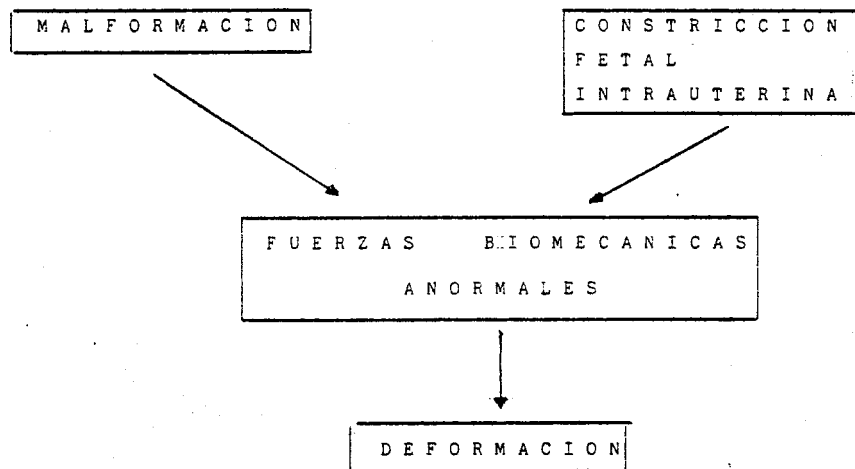 MALFORMACION
CONSTRICCION
FETAL
INTRAUTERINA
FUERZAS BIOMECANICAS
ANORMALES
DEFORMACION